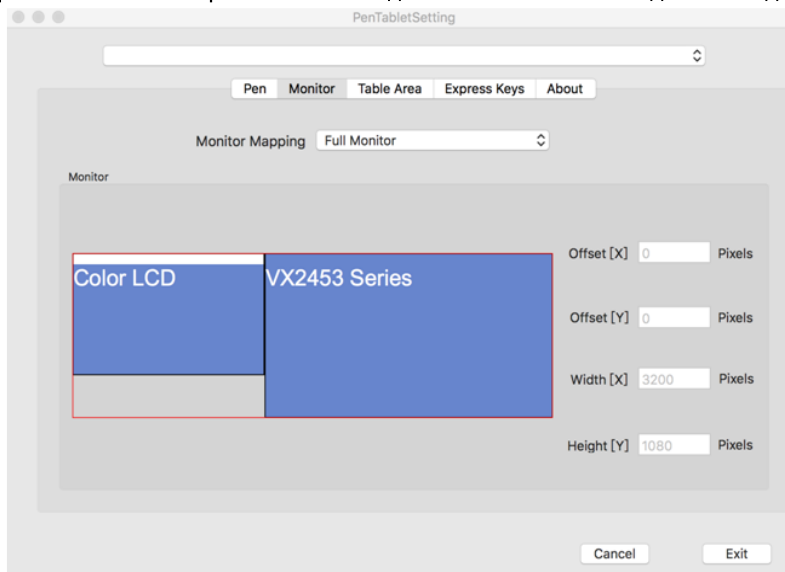 PenTabletSetting
Pen Monitor Table Area Express Keys About
Monitor Mapping Full Monitor
Monitor
Color LCD VX2453 Series
Offset [X] 0 Pixels
Offset [Y] 0 Pixels
Width [X] 3200 Pixels
Height [Y] 1080 Pixels
Cancel Exit